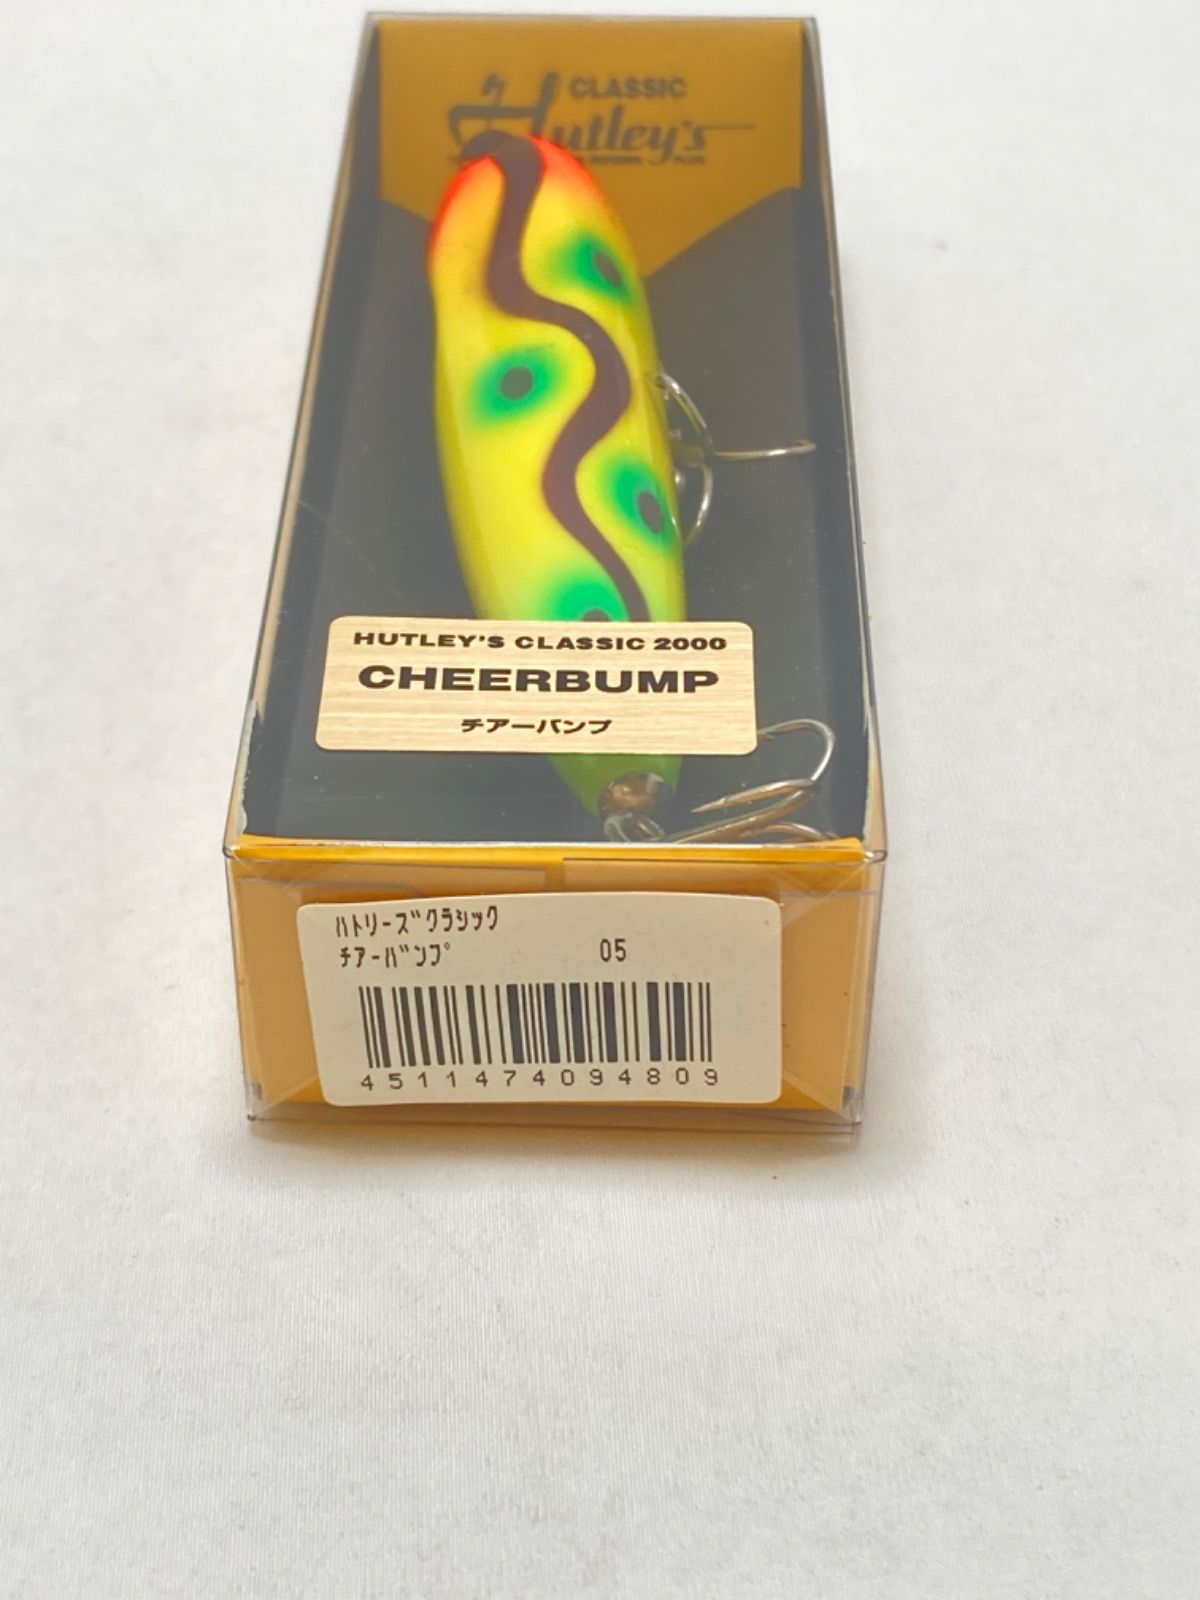 CLASSIC
Hutley's
HUTLEY'S CLASSIC 2000
CHEERBUMP
チアーバンプ
ﾊﾄﾘｰｽﾞｸﾗｼｯｸ
ﾁｱｰﾊﾞﾝﾌﾟ 05
4511474094809